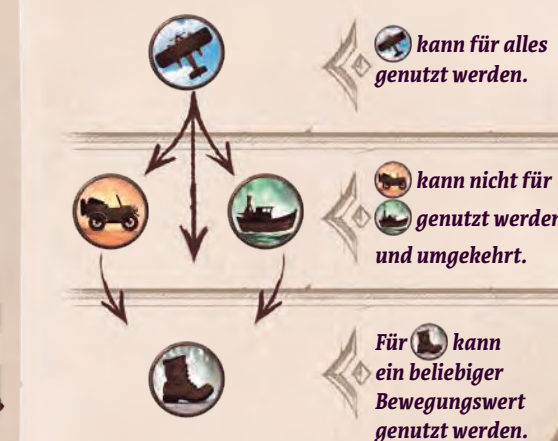 kann für alles
genutzt werden.
kann nicht für
genutzt werden
und umgekehrt.
Für kann
ein beliebiger
Bewegungswert
genutzt werden.